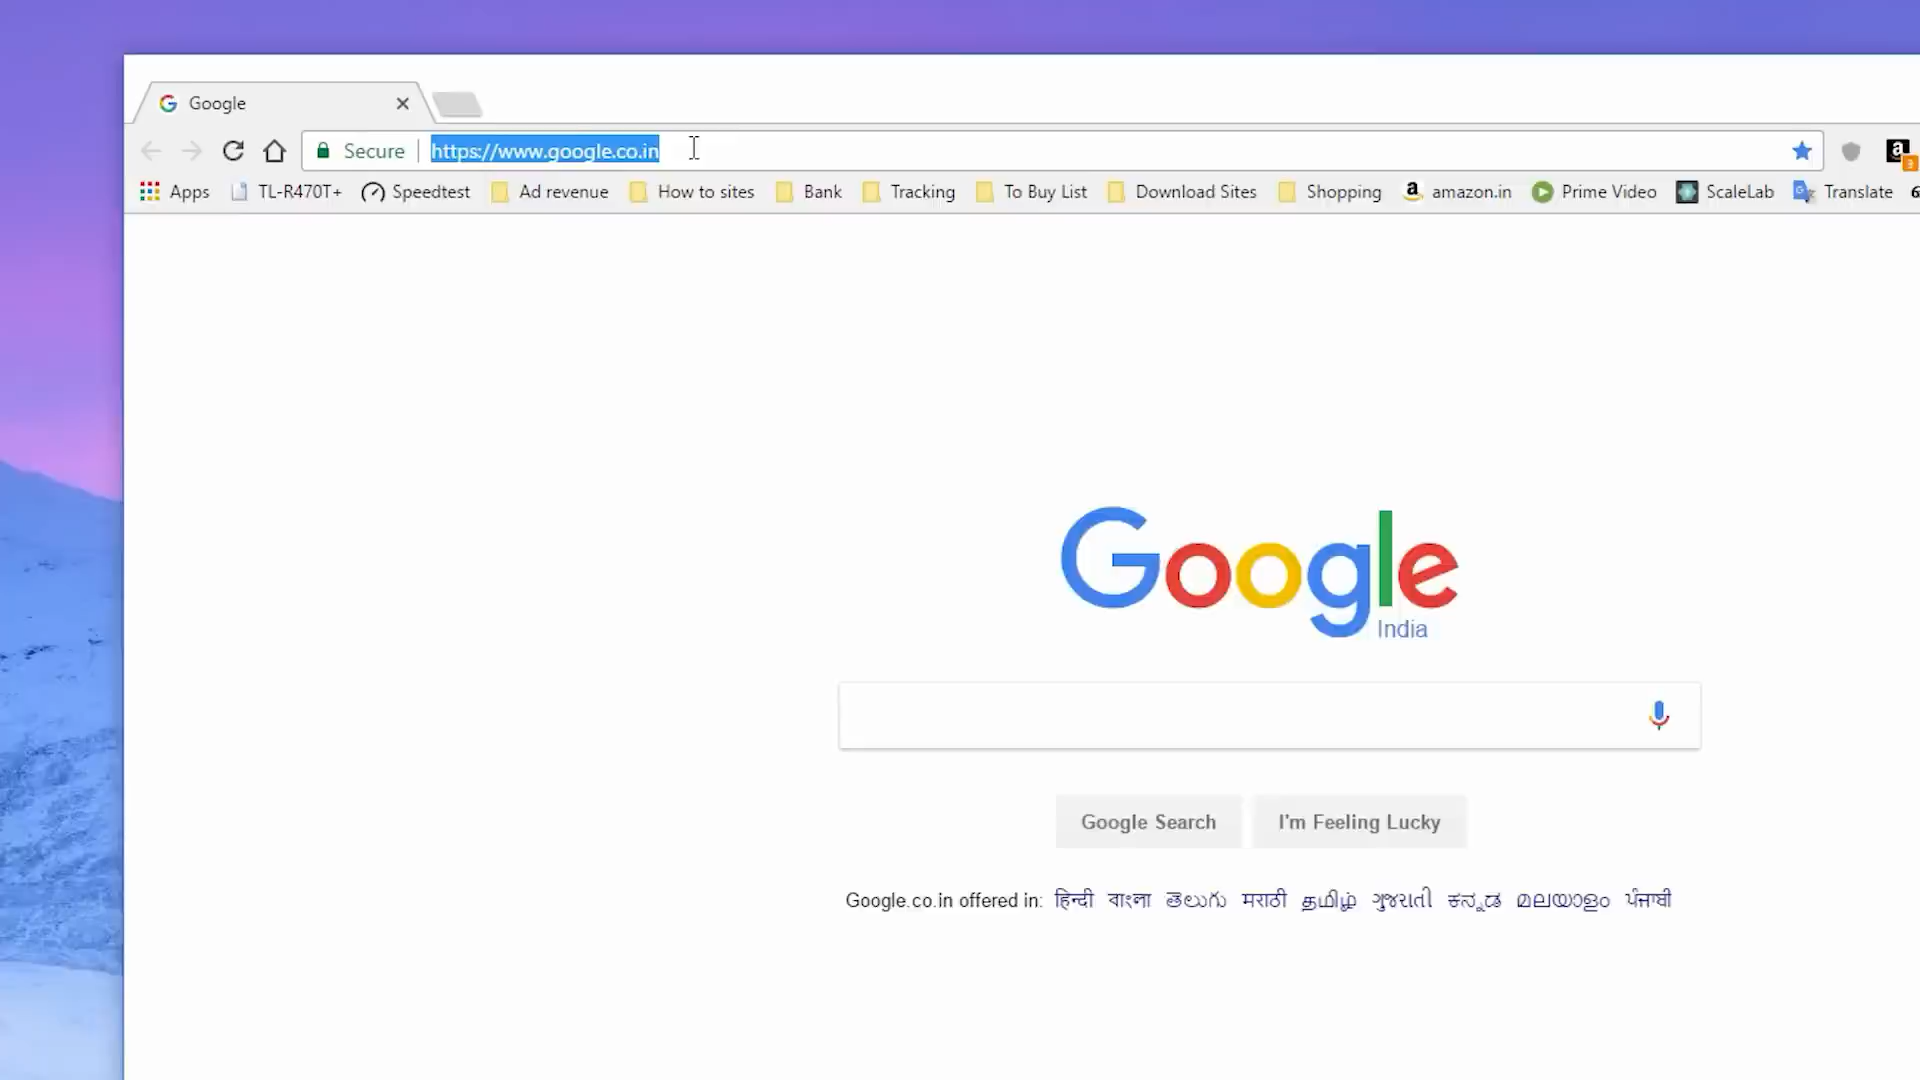 Google
Secure https://www.google.co.in
Apps TL-R470T+ Speedtest Ad revenue How to sites Bank Tracking To Buy List Download Sites Shopping amazon.in Prime Video ScaleLab Translate
Google
India
Google Search I'm Feeling Lucky
Google.co.in offered in: हिन्दी বাংলা తెలుగు मराठी தமிழ் ગુજરાતી ಕನ್ನಡ മലയാളം ਪੰਜਾਬੀ